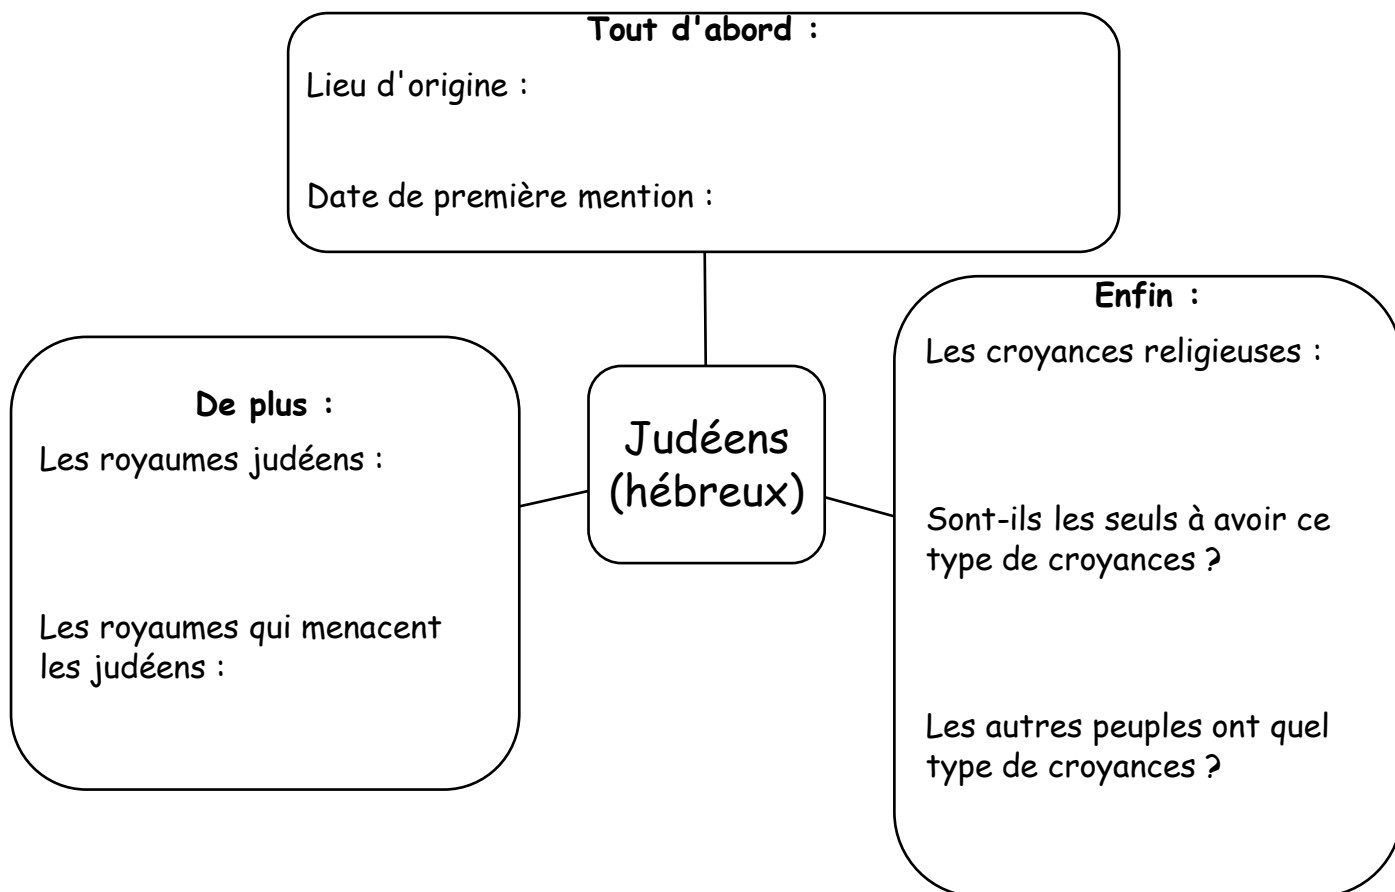 Tout d'abord :
Lieu d'origine :
Date de première mention :
De plus :
Les royaumes judéens :
Les royaumes qui menacent
les judéens :
Judéens
(hébreux)
Enfin :
Les croyances religieuses :
Sont-ils les seuls à avoir ce
type de croyances ?
Les autres peuples ont quel
type de croyances ?